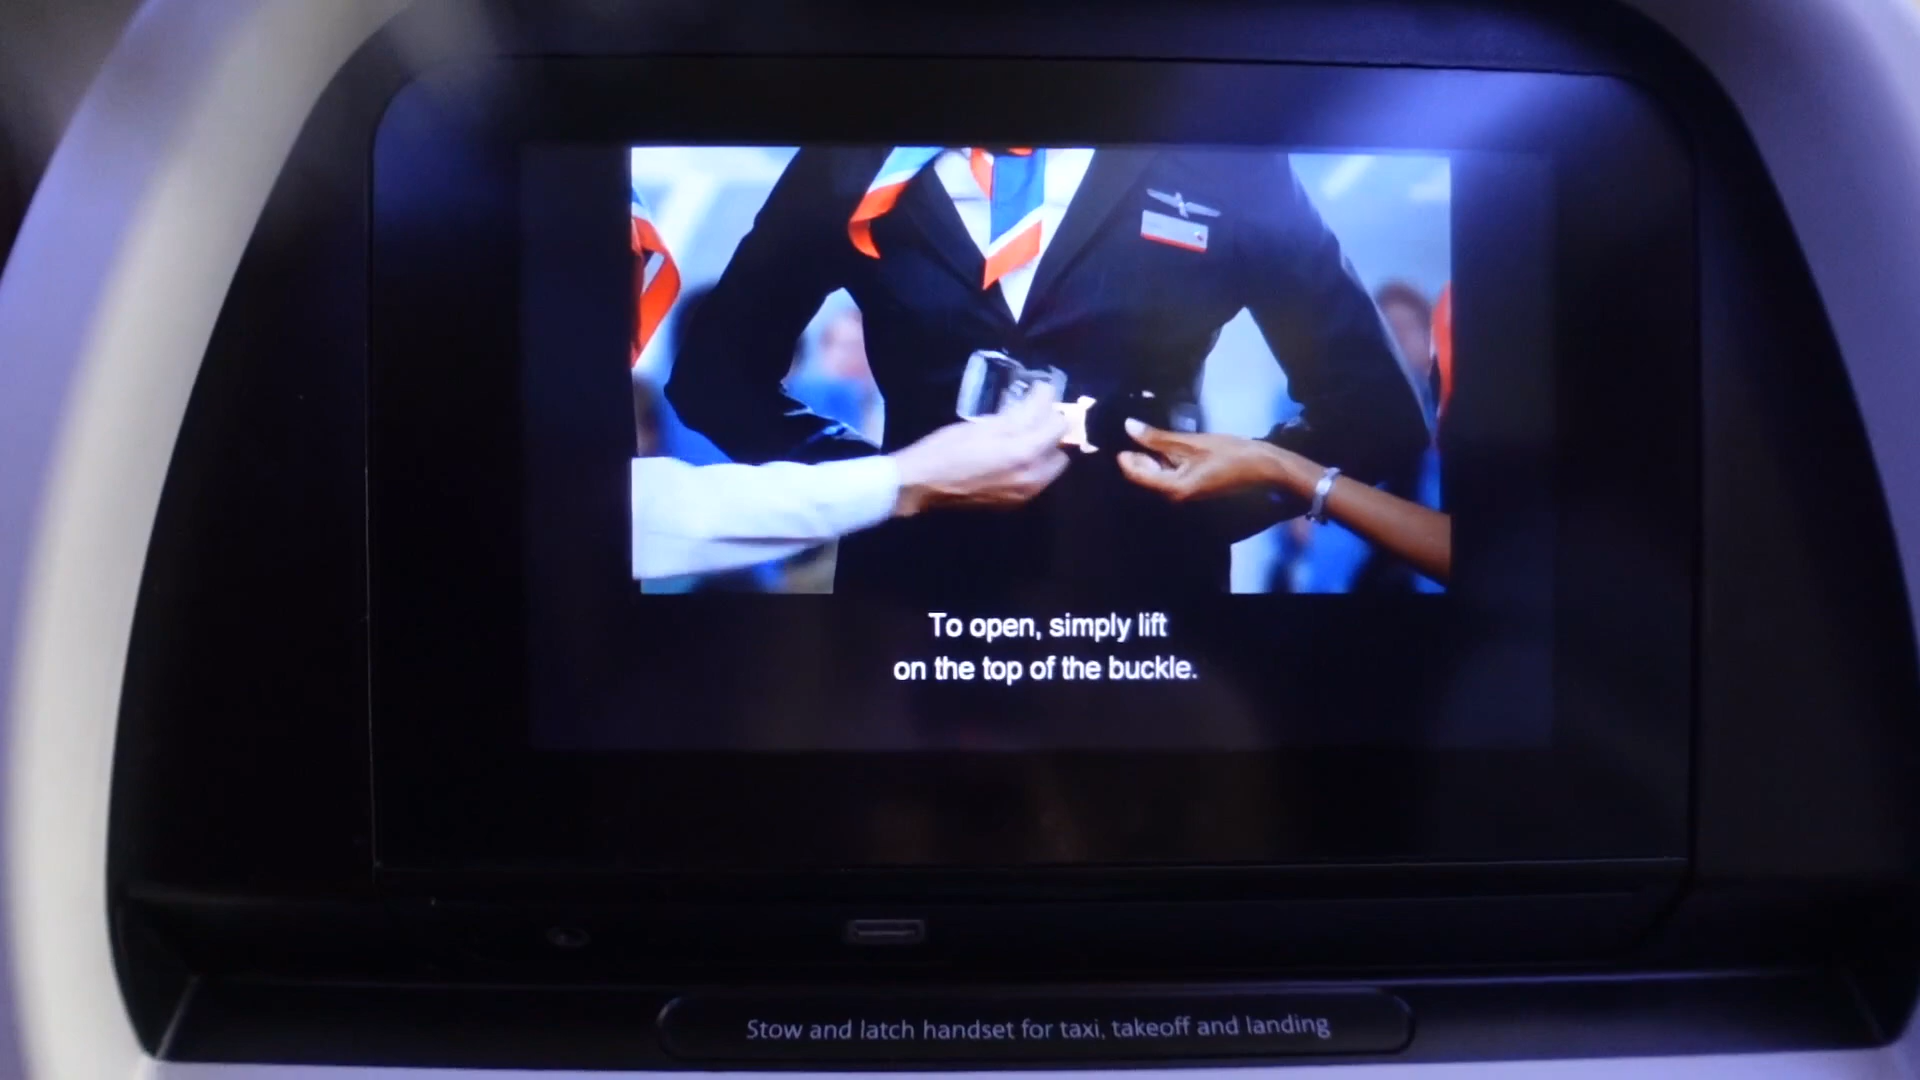 To open, simply lift
on the top of the buckle.
Stow and latch handset for taxi, takeoff and landing